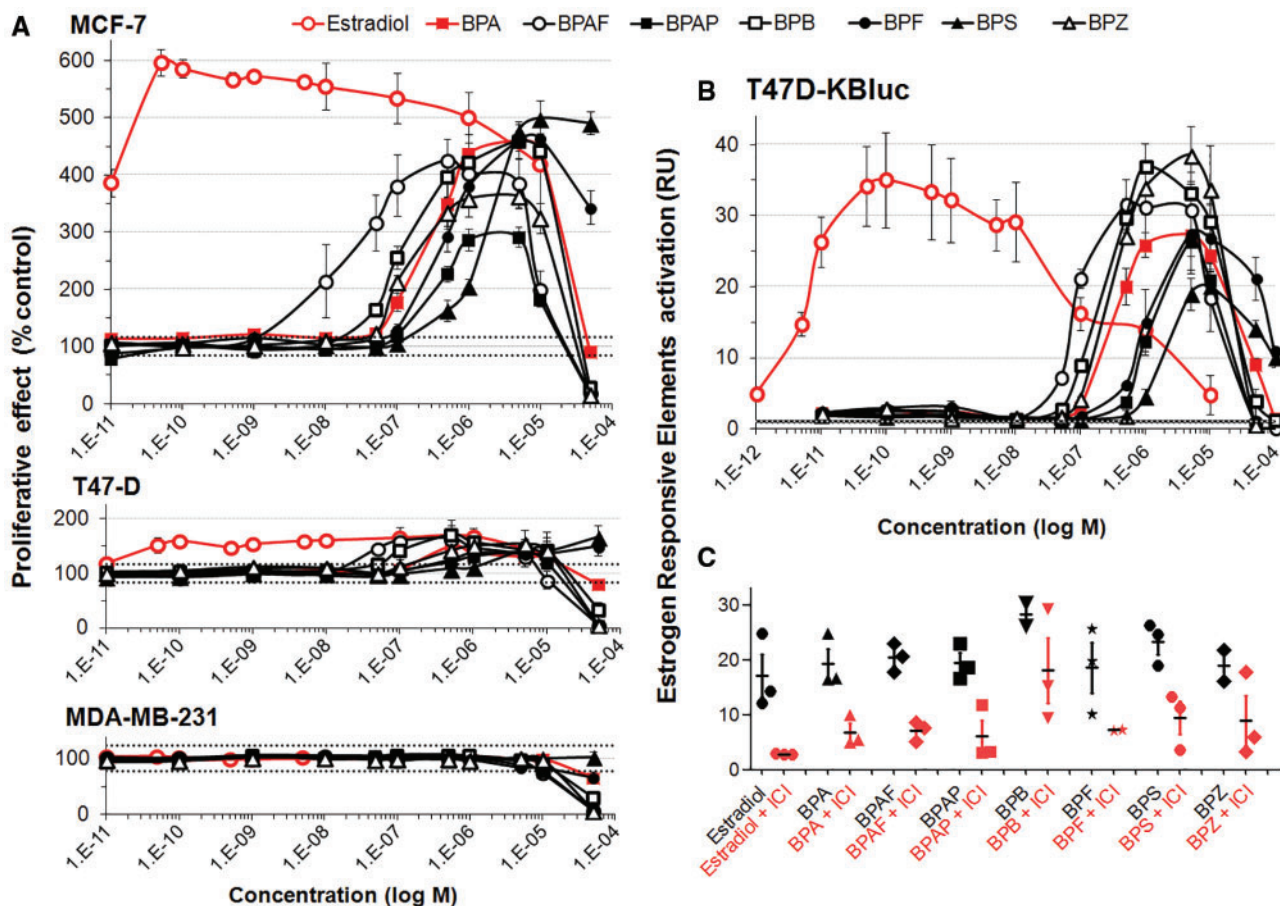 A
MCF-7
Estradiol BPA BPAF BPAP BPB BPF BPS BPZ
600
500
400
300
200
100
0
1.E-11 1.E-10 1.E-09 1.E-08 1.E-07 1.E-06 1.E-05 1.E-04
T47-D
200
100
0
1.E-11 1.E-10 1.E-09 1.E-08 1.E-07 1.E-06 1.E-05 1.E-04
MDA-MB-231
100
0
1.E-11 1.E-10 1.E-09 1.E-08 1.E-07 1.E-06 1.E-05 1.E-04
Proliferative effect (% control)
Concentration (log M)
B T47D-KBluc
40
30
20
10
0
1.E-12 1.E-11 1.E-10 1.E-09 1.E-08 1.E-07 1.E-06 1.E-05 1.E-04
Concentration (log M)
Estrogen Responsive Elements activation (RU)
C
30
20
10
0
Estradiol
Estradiol + ICI
BPA
BPA + ICI
BPAF
BPAF + ICI
BPAP
BPAP + ICI
BPB
BPB + ICI
BPF
BPF + ICI
BPS
BPS + ICI
BPZ
BPZ + ICI